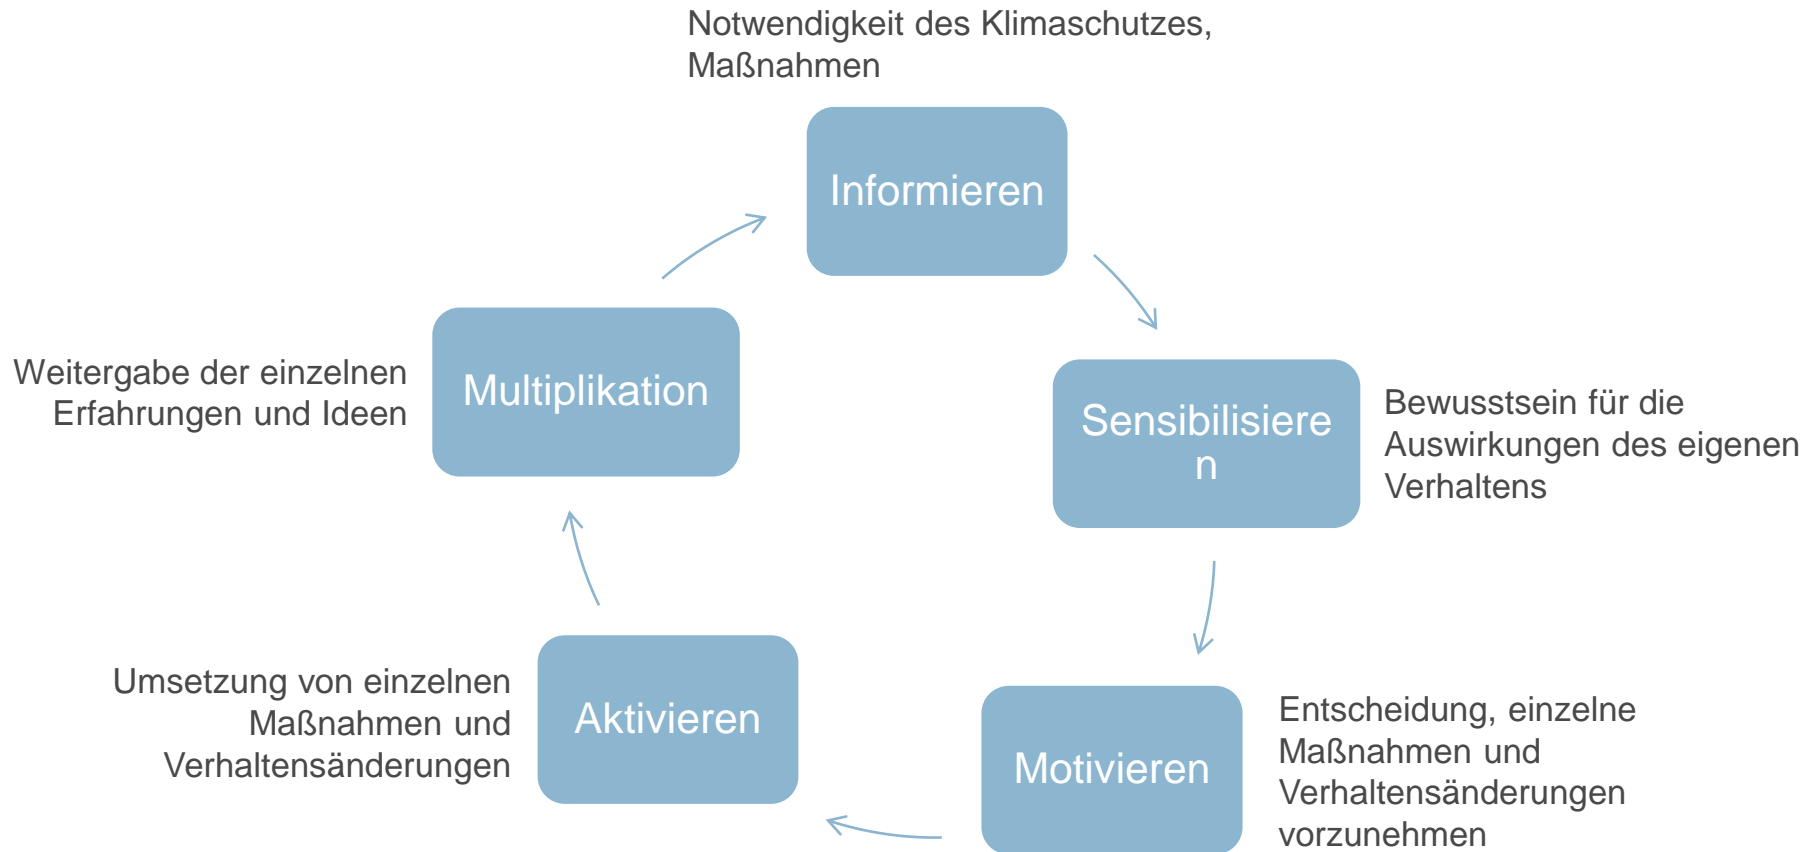 Notwendigkeit des Klimaschutzes,
Maßnahmen
Informieren
Sensibilisiere
n
Bewusstsein für die
Auswirkungen des eigenen
Verhaltens
Motivieren
Entscheidung, einzelne
Maßnahmen und
Verhaltensänderungen
vorzunehmen
Aktivieren
Umsetzung von einzelnen
Maßnahmen und
Verhaltensänderungen
Multiplikation
Weitergabe der einzelnen
Erfahrungen und Ideen